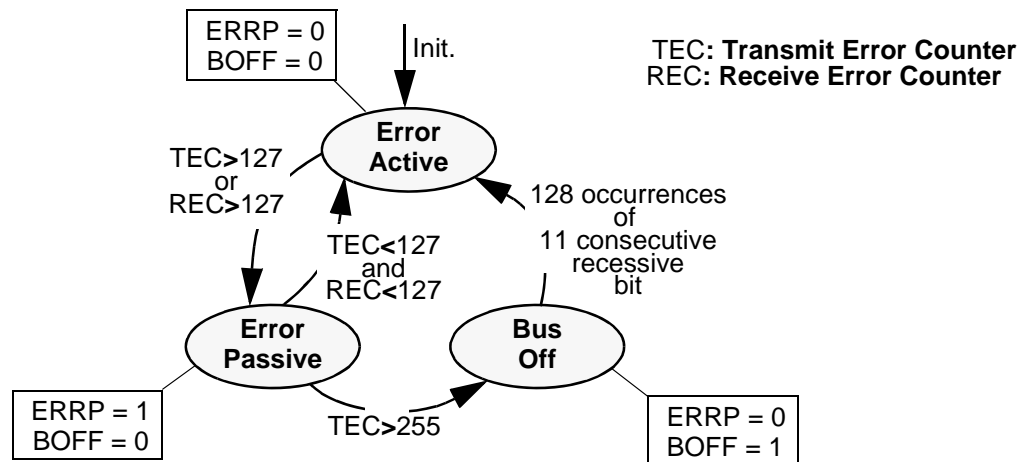 ERRP = 0
BOFF = 0
Init.
TEC: Transmit Error Counter
REC: Receive Error Counter
Error
Active
TEC>127
or
REC>127
TEC<127
and
REC<127
128 occurrences
of
11 consecutive
recessive
bit
Error
Passive
Bus
Off
ERRP = 1
BOFF = 0
TEC>255
ERRP = 0
BOFF = 1